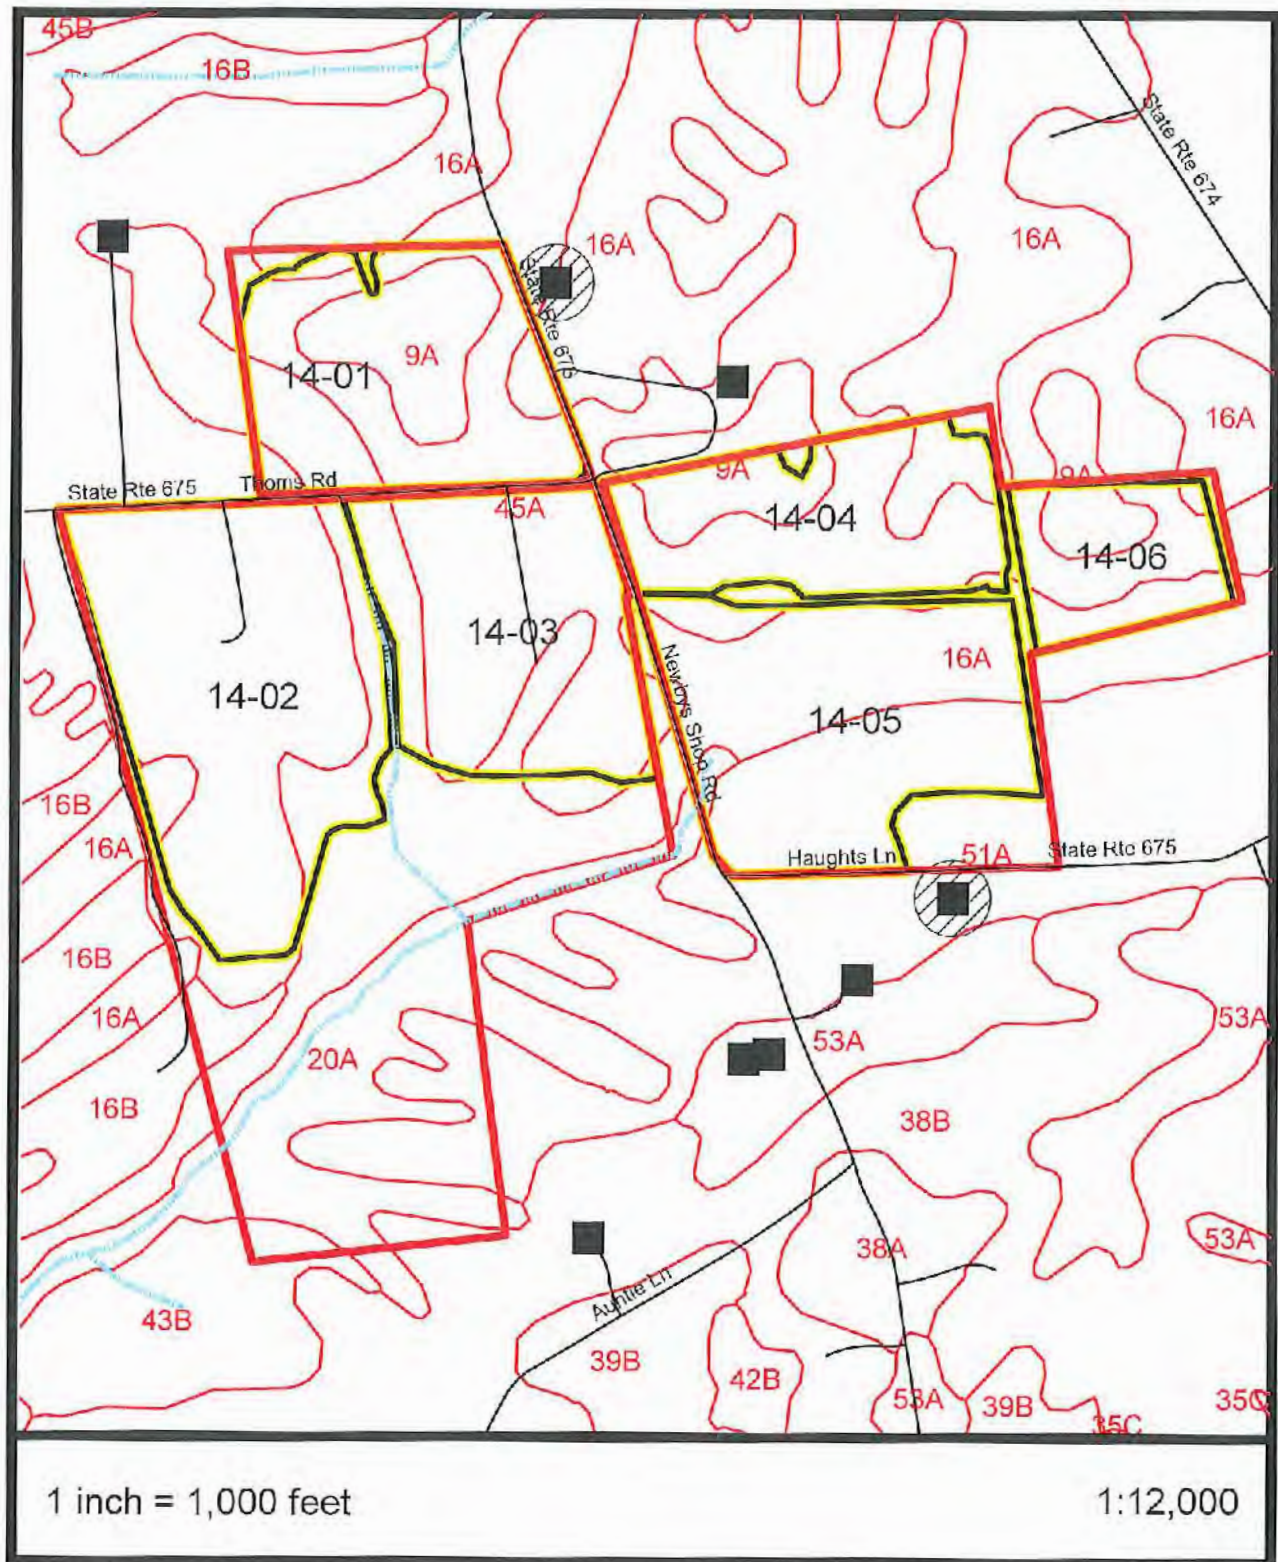 45B
16B
State Rte 674
16A
16A
16A
State Rte 675
9A
14-01
16A
9A
9A
State Rte 675
Thorns Rd
45A
14-04
14-06
14-03
16A
14-02
Newbys Shop Rd
14-05
16B
16A
Haughts Ln
51A
State Rte 675
16B
16A
53A
53A
20A
16B
38B
53A
38A
43B
Auntie Ln
39B
42B
53A
39B
35C
35C
1 inch = 1,000 feet
1:12,000